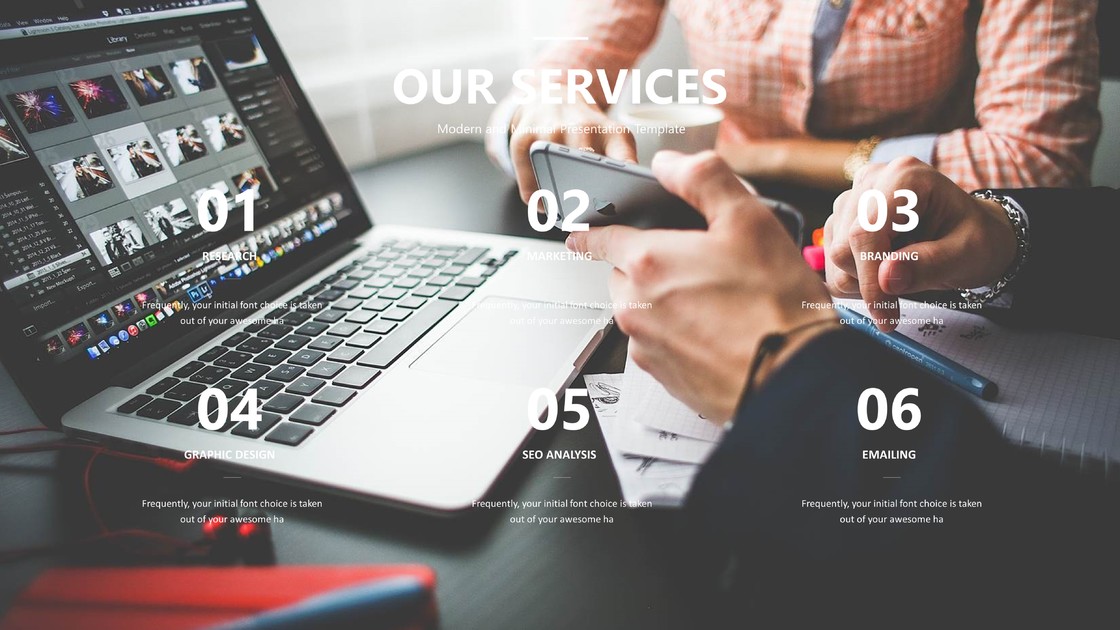 OUR SERVICES
Modern and Minimal Presentation Template
01
RESEARCH
Frequently, your initial font choice is taken
out of your awesome ha
02
MARKETING
Frequently, your initial font choice is taken
out of your awesome ha
03
BRANDING
Frequently, your initial font choice is taken
out of your awesome ha
04
GRAPHIC DESIGN
Frequently, your initial font choice is taken
out of your awesome ha
05
SEO ANALYSIS
Frequently, your initial font choice is taken
out of your awesome ha
06
EMAILING
Frequently, your initial font choice is taken
out of your awesome ha
Window Help
Library
centropen